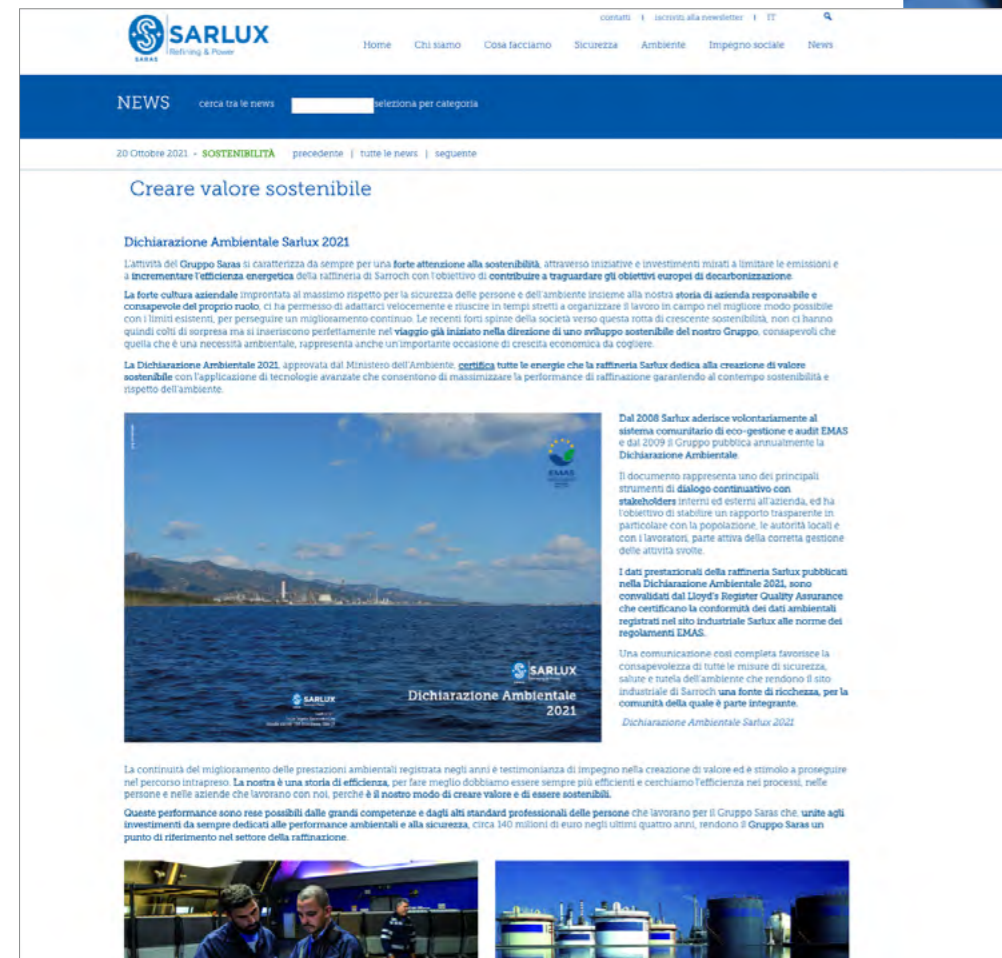 contatti | iscriviti alla newsletter | IT
SARLUX
Refining & Power
SARAS
Home Chi siamo Cosa facciamo Sicurezza Ambiente Impegno sociale News
NEWS cerca tra le news seleziona per categoria
20 Ottobre 2021 - SOSTENIBILITÀ precedente | tutte le news | seguente
Creare valore sostenibile
Dichiarazione Ambientale Sarlux 2021
L'attività del Gruppo Saras si caratterizza da sempre per una forte attenzione alla sostenibilità, attraverso iniziative e investimenti mirati a limitare le emissioni e
a incrementare l'efficienza energetica della raffineria di Sarroch con l'obiettivo di contribuire a traguardare gli obiettivi europei di decarbonizzazione.
La forte cultura aziendale improntata al massimo rispetto per la sicurezza delle persone e dell'ambiente insieme alla nostra storia di azienda responsabile e
consapevole del proprio ruolo, ci ha permesso di adattarci velocemente e riuscire in tempi stretti a organizzare il lavoro in campo nel migliore modo possibile
con i limiti esistenti, per perseguire un miglioramento continuo. Le recenti forti spinte della società verso questa rotta di crescente sostenibilità, non ci hanno
quindi colti di sorpresa ma si inseriscono perfettamente nel viaggio già iniziato nella direzione di uno sviluppo sostenibile del nostro Gruppo, consapevoli che
quella che è una necessità ambientale, rappresenta anche un'importante occasione di crescita economica da cogliere.
La Dichiarazione Ambientale 2021, approvata dal Ministero dell'Ambiente, certifica tutte le energie che la raffineria Sarlux dedica alla creazione di valore
sostenibile con l'applicazione di tecnologie avanzate che consentono di massimizzare la performance di raffinazione garantendo al contempo sostenibilità e
rispetto dell'ambiente.
EMAS
SARLUX
Dichiarazione Ambientale
2021
SARLUX
Dal 2008 Sarlux aderisce volontariamente al
sistema comunitario di eco-gestione e audit EMAS
e dal 2009 il Gruppo pubblica annualmente la
Dichiarazione Ambientale.
Il documento rappresenta uno dei principali
strumenti di dialogo continuativo con
stakeholders interni ed esterni all'azienda, ed ha
l'obiettivo di stabilire un rapporto trasparente in
particolare con la popolazione, le autorità locali e
con i lavoratori, parte attiva della corretta gestione
delle attività svolte.
I dati prestazionali della raffineria Sarlux pubblicati
nella Dichiarazione Ambientale 2021, sono
convalidati dal Lloyd's Register Quality Assurance
che certificano la conformità dei dati ambientali
registrati nel sito industriale Sarlux alle norme dei
regolamenti EMAS.
Una comunicazione così completa favorisce la
consapevolezza di tutte le misure di sicurezza,
salute e tutela dell'ambiente che rendono il sito
industriale di Sarroch una fonte di ricchezza, per la
comunità della quale è parte integrante.
Dichiarazione Ambientale Sarlux 2021
La continuità del miglioramento delle prestazioni ambientali registrata negli anni è testimonianza di impegno nella creazione di valore ed è stimolo a proseguire
nel percorso intrapreso. La nostra è una storia di efficienza, per fare meglio dobbiamo essere sempre più efficienti e cerchiamo l'efficienza nei processi, nelle
persone e nelle aziende che lavorano con noi, perché è il nostro modo di creare valore e di essere sostenibili.
Queste performance sono rese possibili dalle grandi competenze e dagli alti standard professionali delle persone che lavorano per il Gruppo Saras che, unite agli
investimenti da sempre dedicati alle performance ambientali e alla sicurezza, circa 140 milioni di euro negli ultimi quattro anni, rendono il Gruppo Saras un
punto di riferimento nel settore della raffinazione.